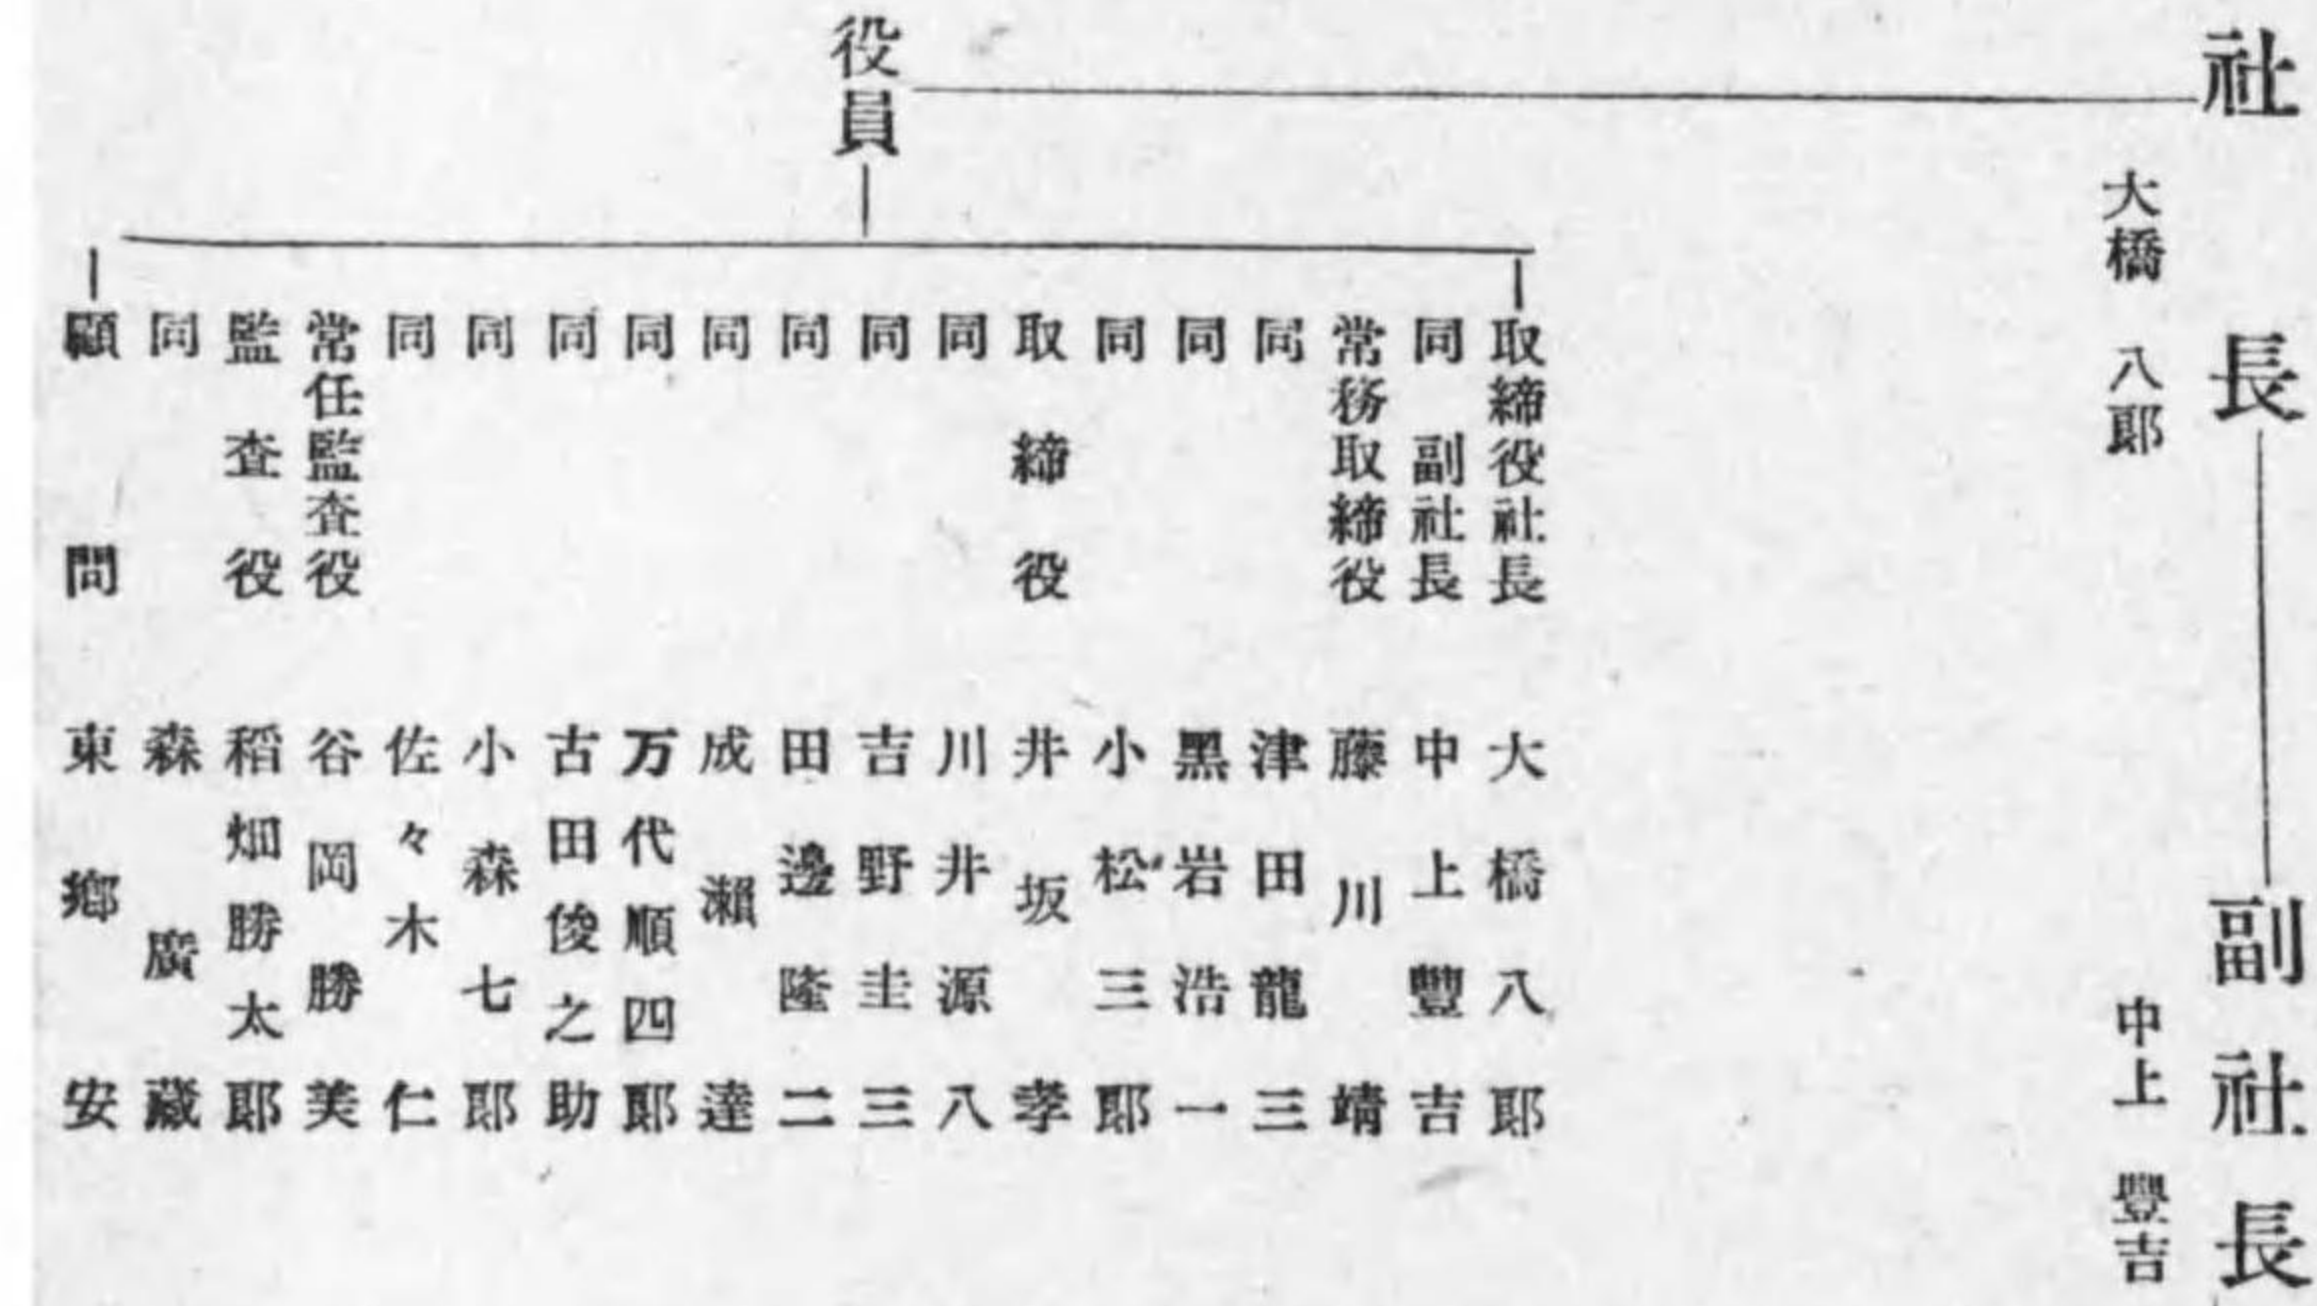 社長
副社長
大橋八郎
中上豐吉
役員
取締役社長 大橋八郎
同 副社長 中上豐吉
常務取締役 藤川靖
同 津田龍三
同 黑岩浩一
同 小松三郎
取締役 井坂孝
同 川井源八
同 吉野圭三
同 田邊隆二
同 成瀨達
同 万代順四郎
同 古田俊之助
同 小森七郎
同 佐々木仁
常任監査役 谷岡勝美
監査役 稻畑勝太郎
同 森廣藏
顧問 東鄕安